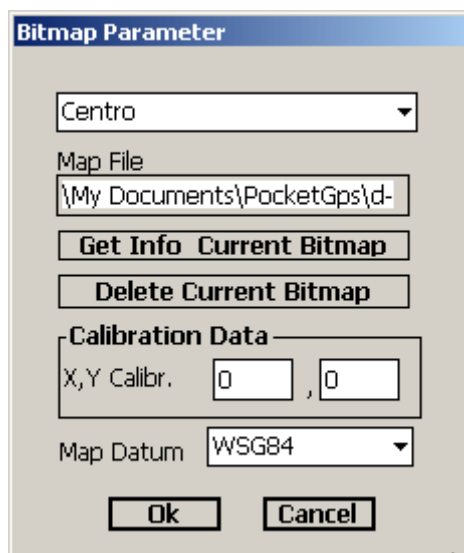 Bitmap Parameter
Centro
Map File
\My Documents\PocketGps\d-
Get Info Current Bitmap
Delete Current Bitmap
Calibration Data
X,Y Calibr. 0 , 0
Map Datum WSG84
Ok Cancel